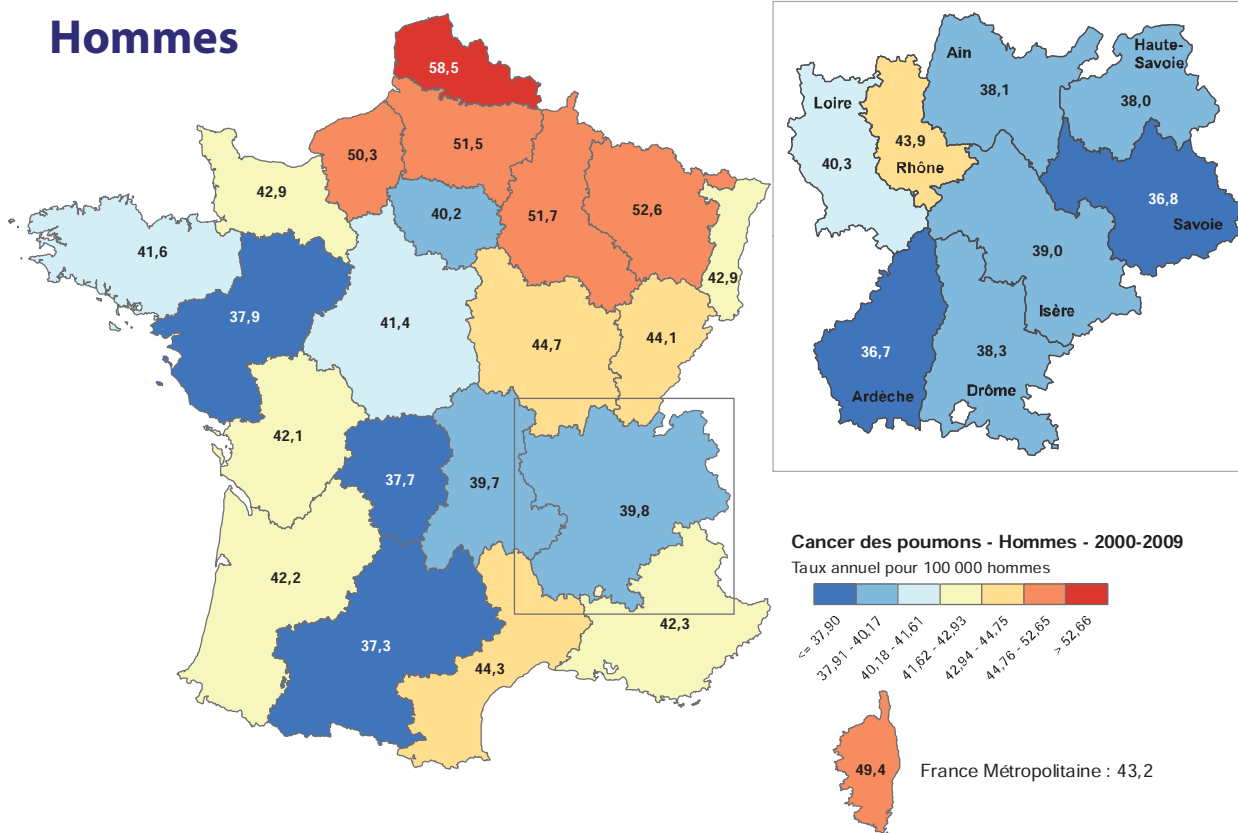 Hommes
58,5
50,3
51,5
42,9
40,2
51,7
52,6
41,6
42,9
37,9
41,4
44,7
44,1
42,1
37,7
39,7
39,8
42,2
37,3
44,3
42,3
Ain
Haute-
Savoie
38,1
38,0
Loire
43,9
40,3
Rhône
36,8
Savoie
39,0
Isère
36,7
38,3
Ardèche
Drôme
Cancer des poumons - Hommes - 2000-2009
Taux annuel pour 100 000 hommes
<= 37,90
37,91 - 40,17
40,18 - 41,61
41,62 - 42,93
42,94 - 44,75
44,76 - 52,65
> 52,66
49,4
France Métropolitaine : 43,2